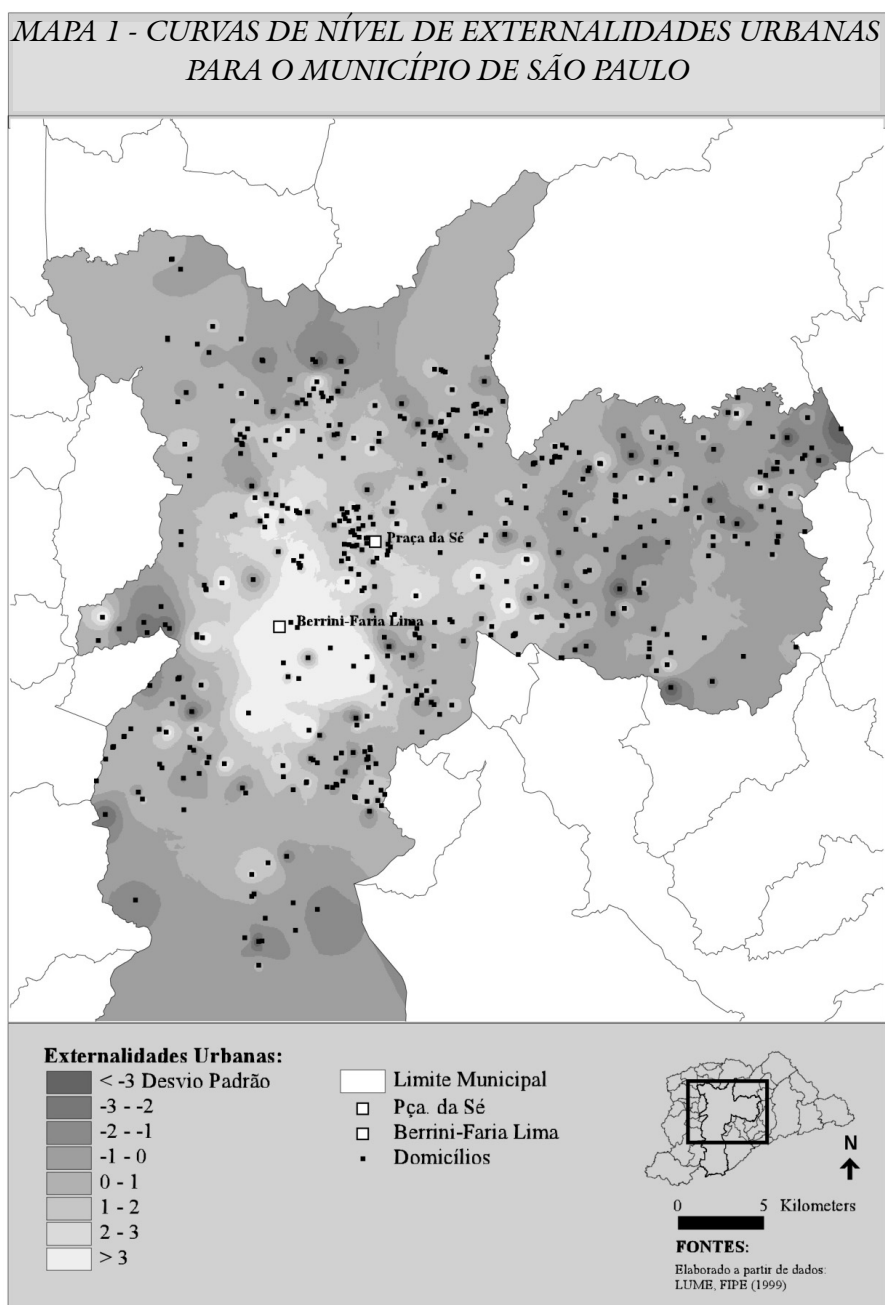 MAPA 1 - CURVAS DE NÍVEL DE EXTERNALIDADES URBANAS
PARA O MUNICÍPIO DE SÃO PAULO
Praça da Sé
Berrini-Faria Lima
Externalidades Urbanas:
< -3 Desvio Padrão
-3 - -2
-2 - -1
-1 - 0
0 - 1
1 - 2
2 - 3
> 3
Limite Municipal
Pça. da Sé
Berrini-Faria Lima
Domicílios
N
0 5 Kilometers
FONTES:
Elaborado a partir de dados:
LUME, FIPE (1999)